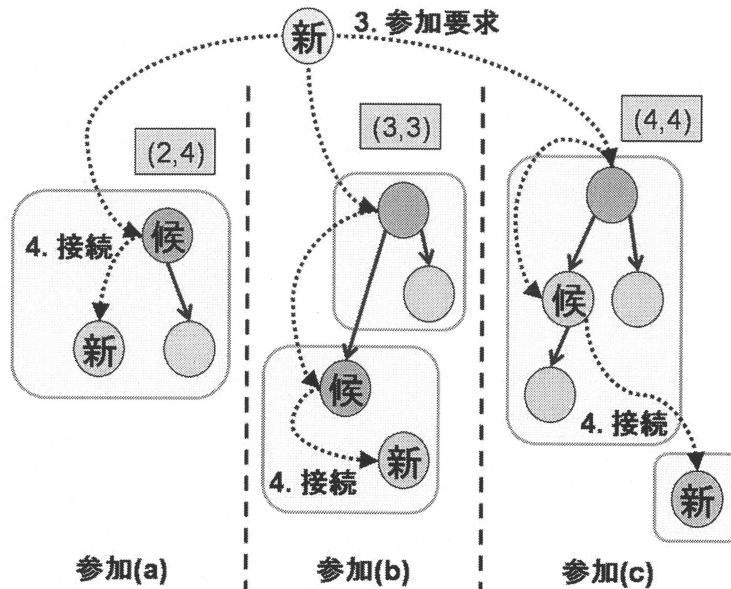 新
3. 参加要求
(2,4)
(3,3)
(4,4)
4. 接続
候
新
候
新
4. 接続
候
4. 接続
新
参加(a)
参加(b)
参加(c)